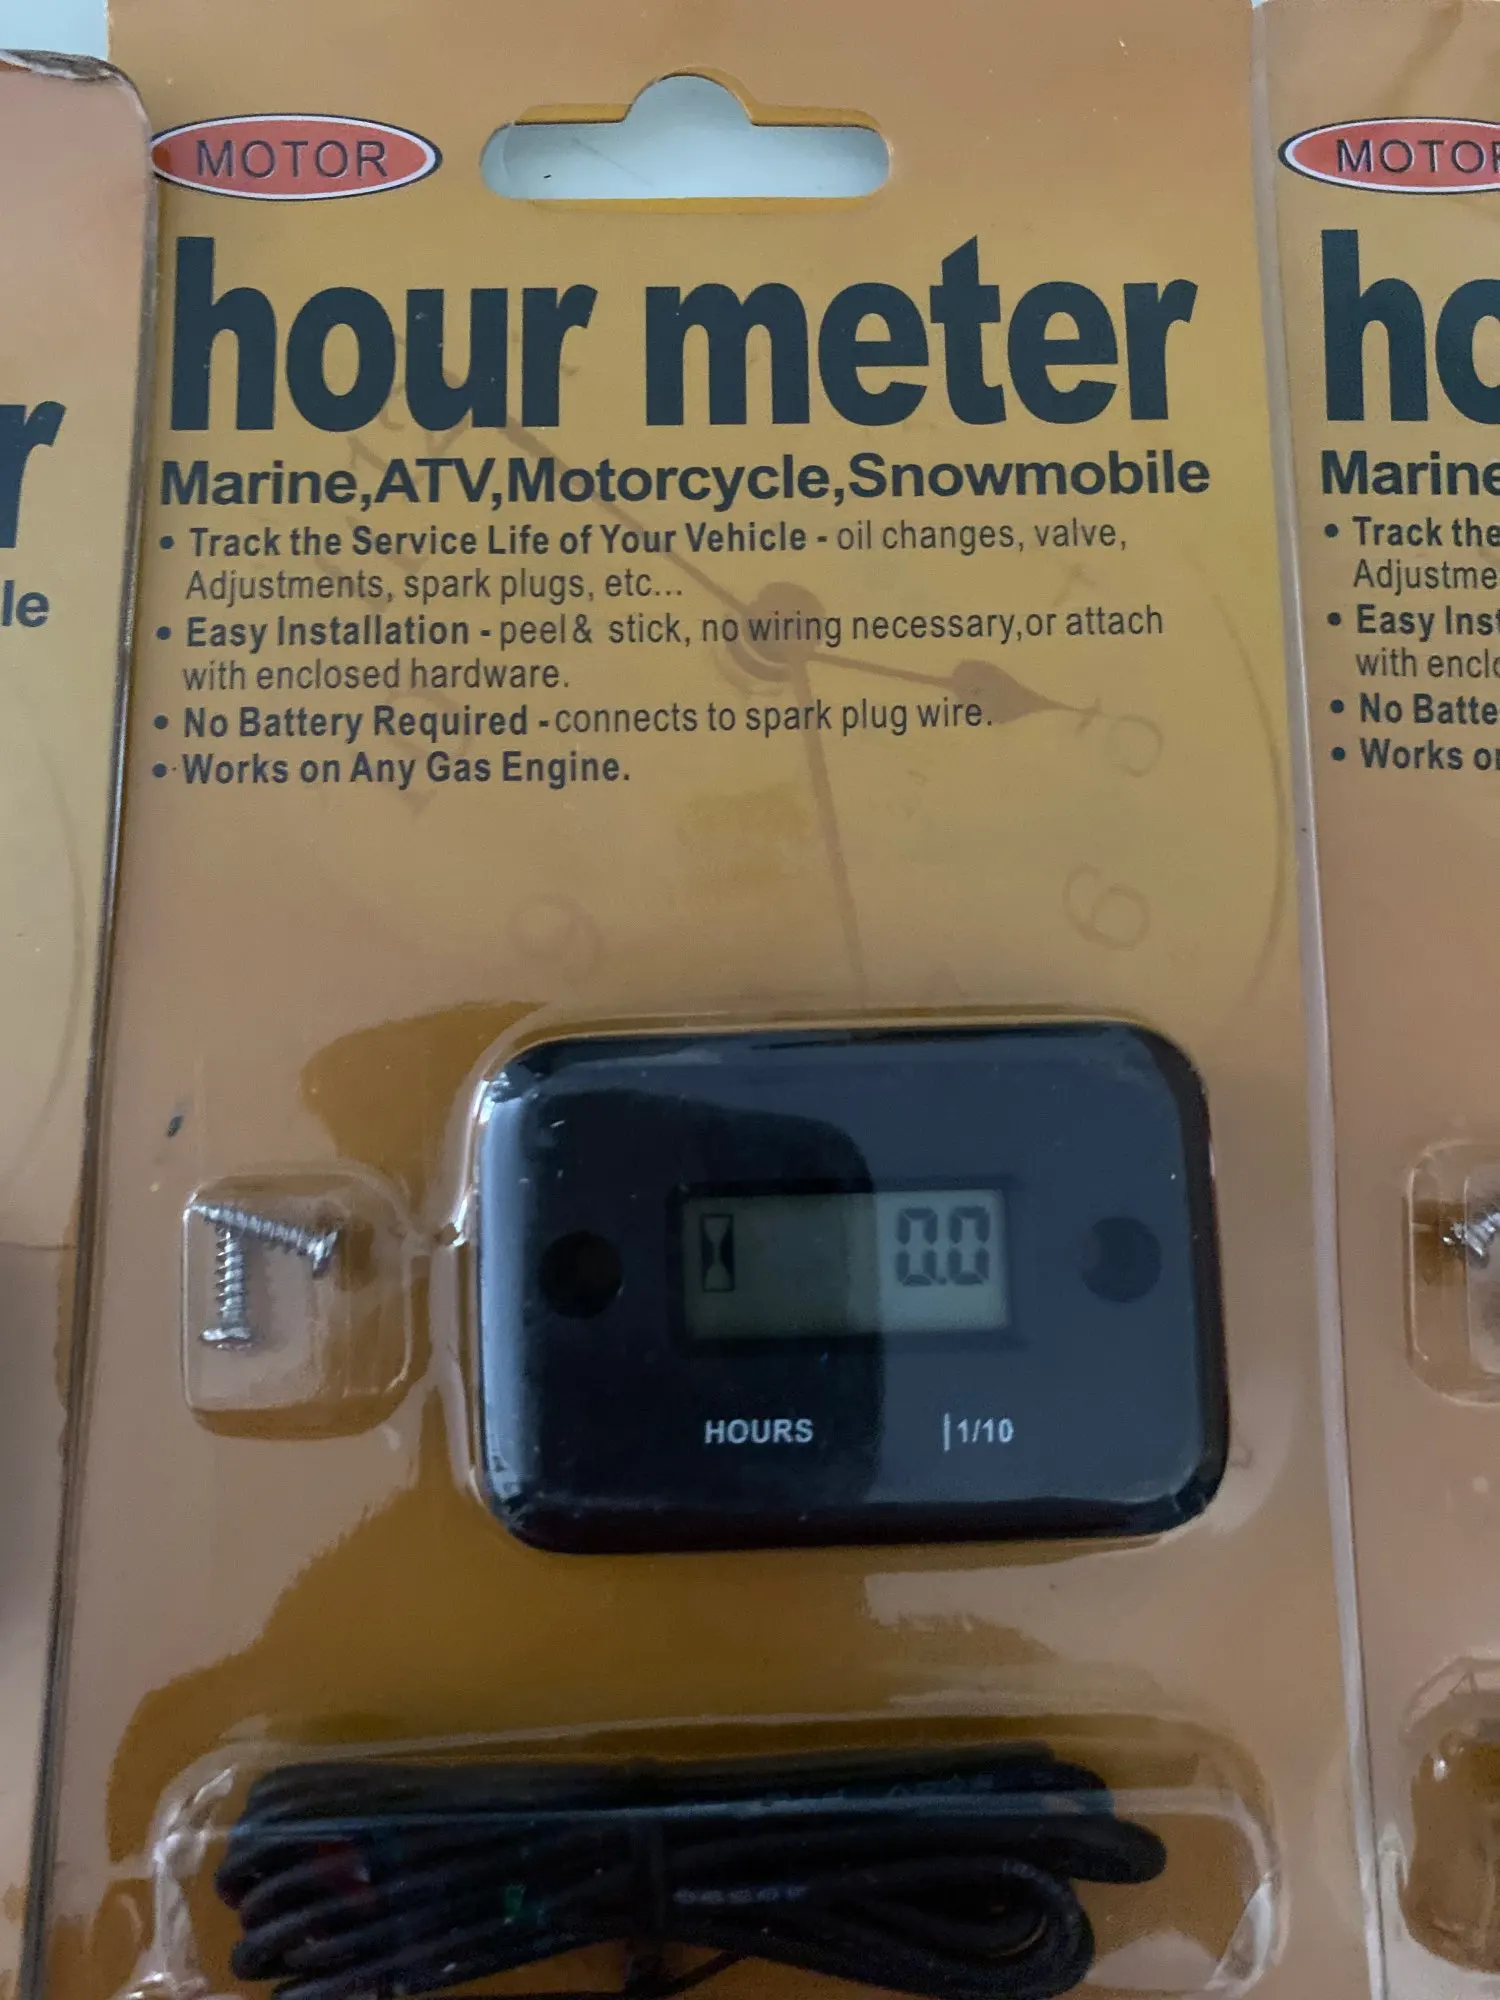 MOTOR
hour meter
Marine,ATV,Motorcycle,Snowmobile
• Track the Service Life of Your Vehicle - oil changes, valve,
Adjustments, spark plugs, etc...
• Easy Installation - peel& stick, no wiring necessary,or attach
with enclosed hardware.
• No Battery Required -connects to spark plug wire.
• Works on Any Gas Engine.
0.0
HOURS |1/10
r
le
MOTOR
ho
Marine
• Track the
Adjustme
• Easy Inst
with enclo
• No Batte
• Works o